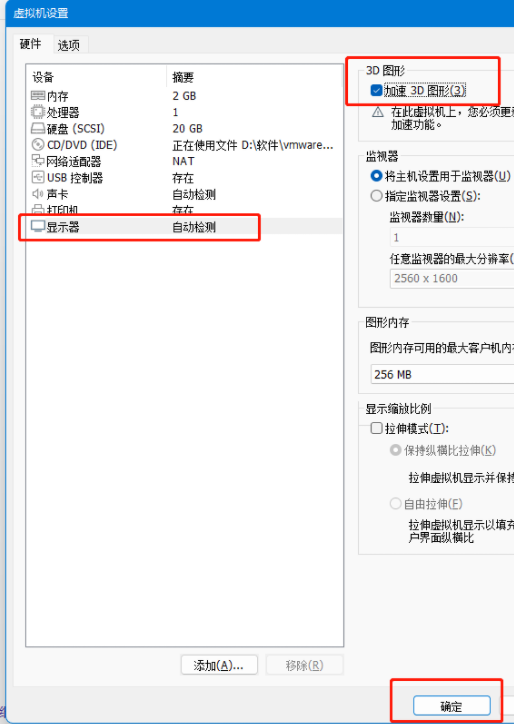 虚拟机设置
硬件 选项
设备 摘要
内存 2 GB
处理器 1
硬盘 (SCSI) 20 GB
CD/DVD (IDE) 正在使用文件 D:\软件\vmware...
网络适配器 NAT
USB 控制器 存在
声卡 自动检测
打印机 存在
显示器 自动检测
添加(A)... 移除(R)
3D 图形
加速 3D 图形(3)
在此虚拟机上，您必须更
加速功能。
监视器
将主机设置用于监视器(U)
指定监视器设置(S):
监视器数量(N):
1
任意监视器的最大分辨率(
2560 x 1600
图形内存
图形内存可用的最大客户机内
256 MB
显示缩放比例
拉伸模式(T):
保持纵横比拉伸(K)
拉伸虚拟机显示并保持
自由拉伸(F)
拉伸虚拟机显示以填充
户界面纵横比
确定